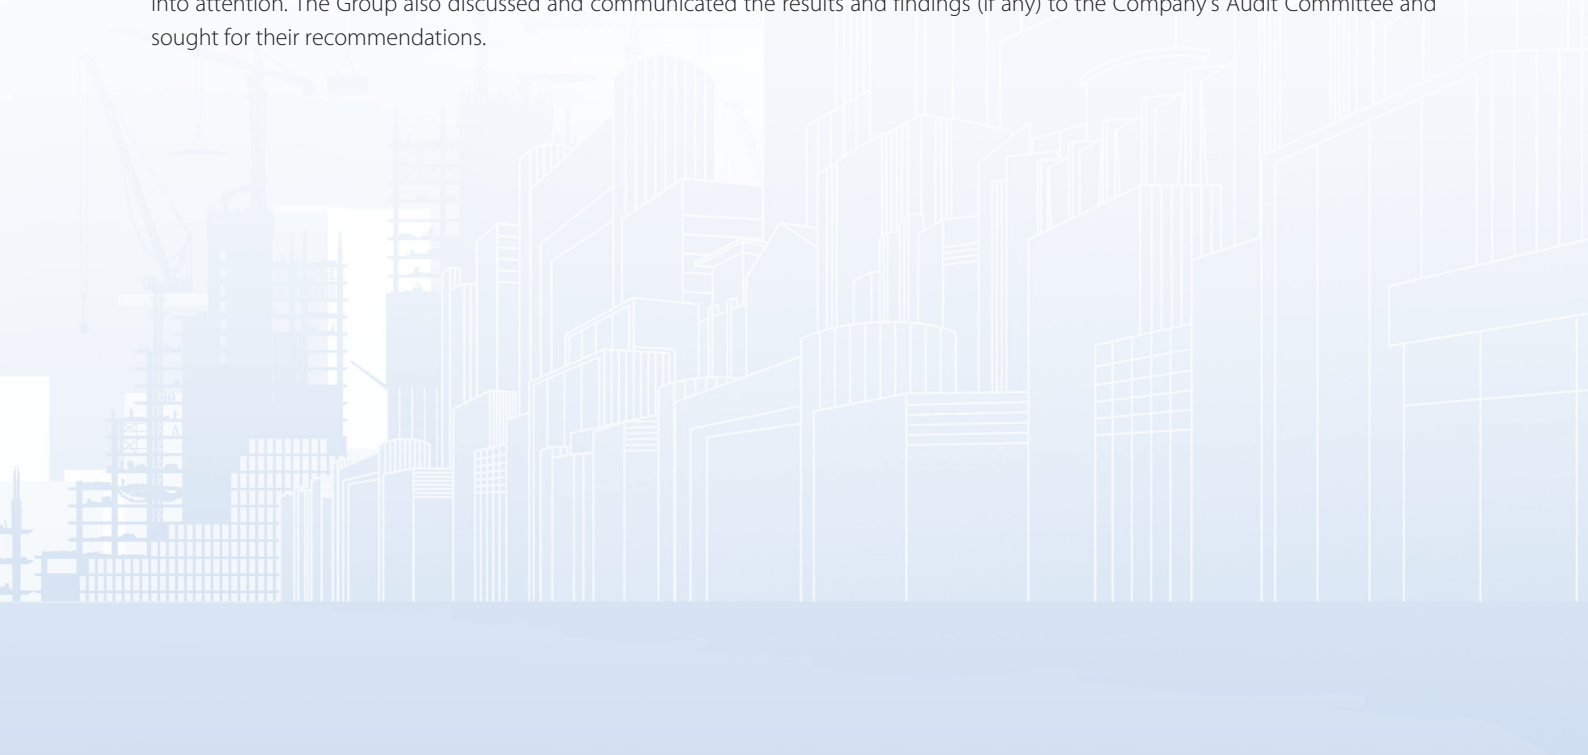 into attention. The Group also discussed and communicated the results and findings (if any) to the Company's Audit Committee and
sought for their recommendations.